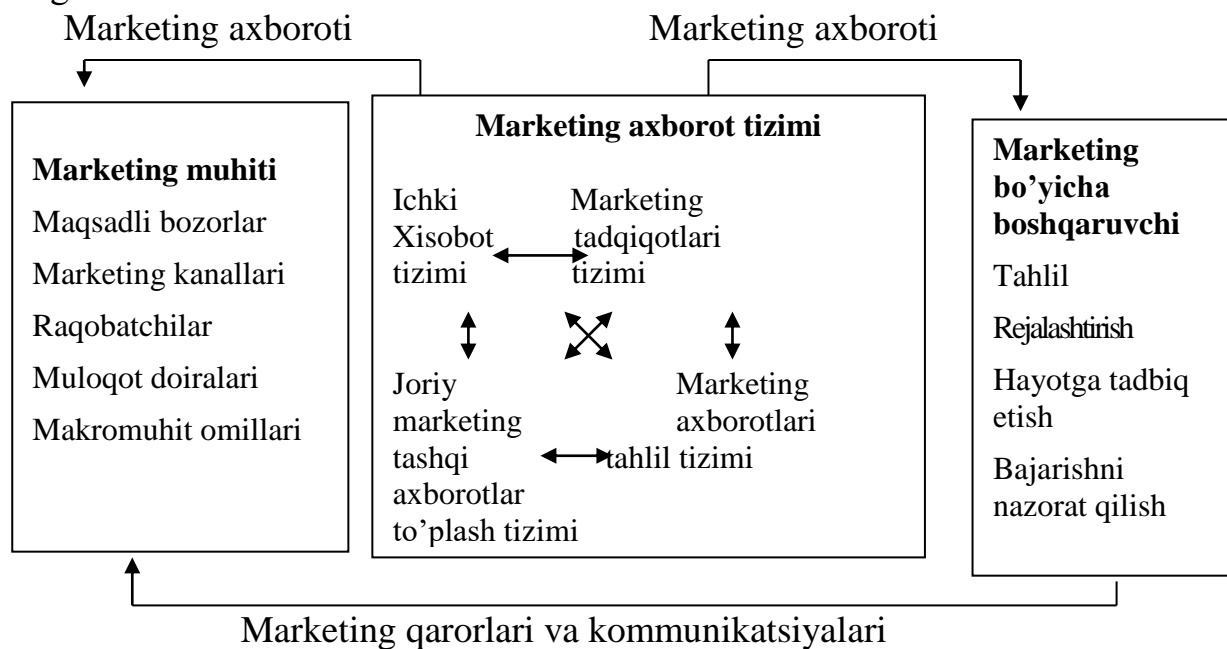 Marketing axboroti
Marketing axboroti
Marketing muhiti
Maqsadli bozorlar
Marketing kanallari
Raqobatchilar
Muloqot doiralari
Makromuhit omillari
Marketing axborot tizimi
Ichki
Xisobot
tizimi
Marketing
tadqiqotlari
tizimi
Joriy
marketing
tashqi
axborotlar
to’plash tizimi
Marketing
axborotlari
tahlil tizimi
Marketing
bo’yicha
boshqaruvchi
Tahlil
Rejalashtirish
Hayotga tadbiq
etish
Bajarishni
nazorat qilish
Marketing qarorlari va kommunikatsiyalari